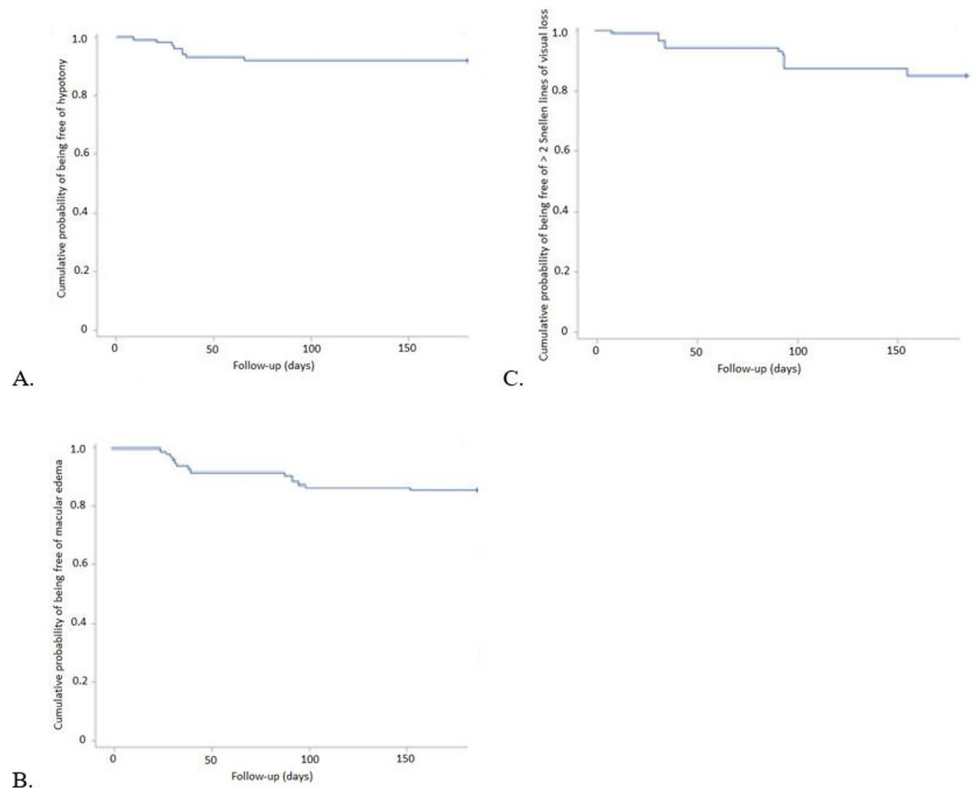 Cumulative probability of being free of hypotony
1.0
0.8
0.6
0.4
0.2
0
0 50 100 150
Follow-up (days)
A.
Cumulative probability of being free of > 2 Snellen lines of visual loss
1.0
0.8
0.6
0.4
0.2
0
0 50 100 150
Follow-up (days)
C.
Cumulative probability of being free of macular edema
1.0
0.8
0.6
0.4
0.2
0
0 50 100 150
Follow-up (days)
B.